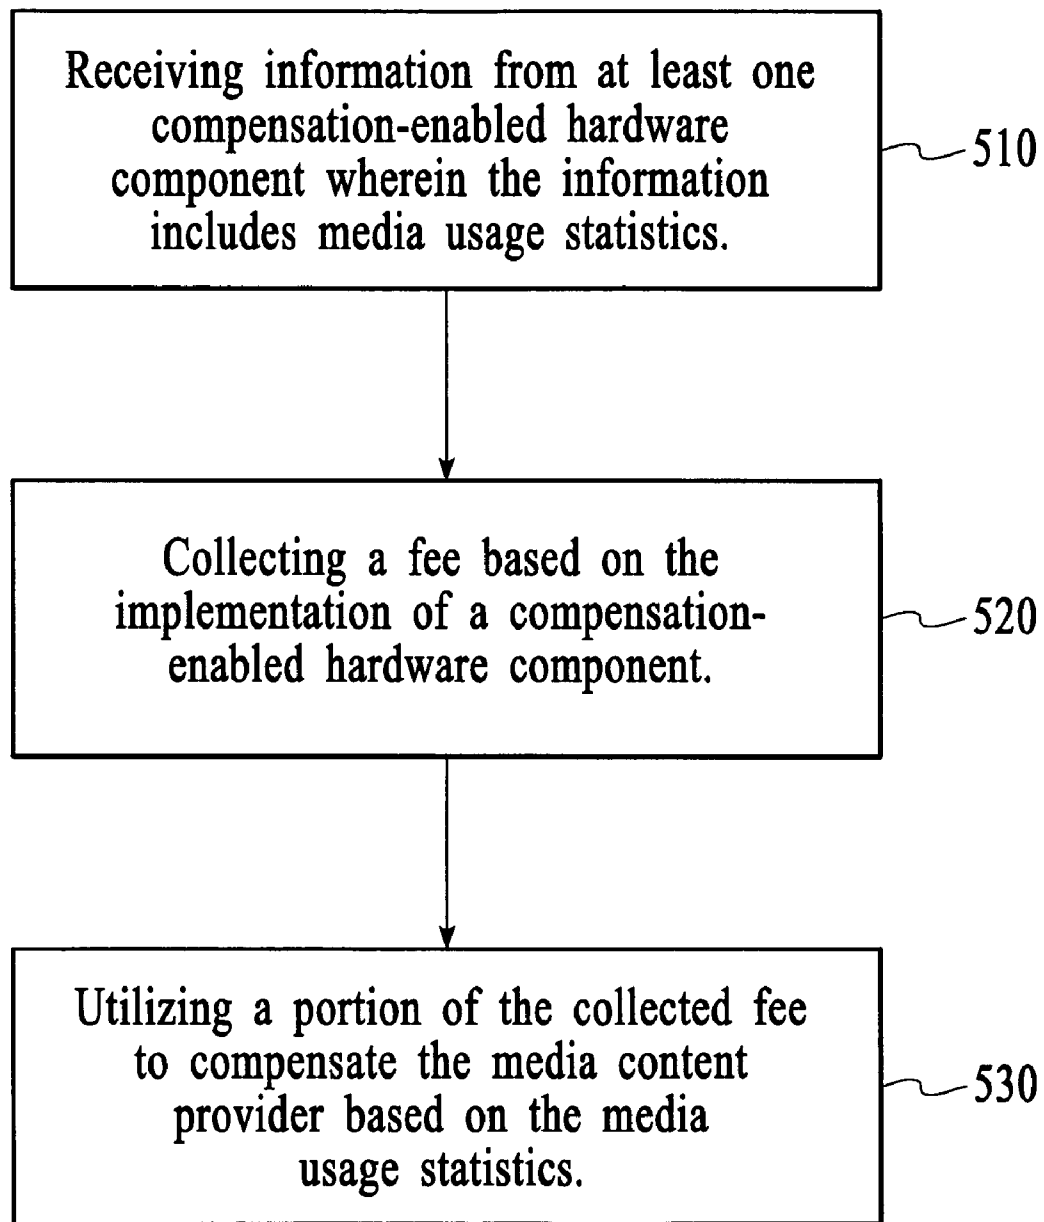 Receiving information from at least one
compensation-enabled hardware
component wherein the information
includes media usage statistics.
510
Collecting a fee based on the
implementation of a compensation-
enabled hardware component.
520
Utilizing a portion of the collected fee
to compensate the media content
provider based on the media
usage statistics.
530